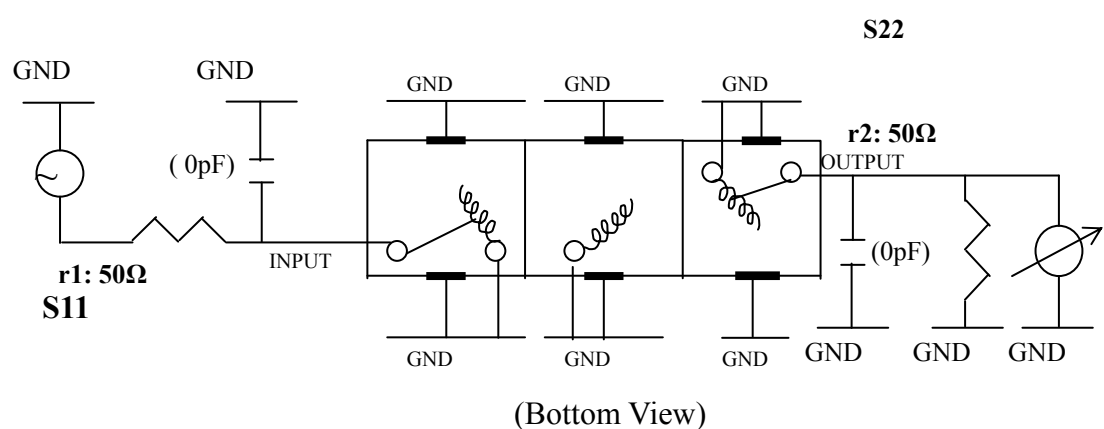 S22
GND
GND
GND
GND
GND
r2: 50Ω
( 0pF)
OUTPUT
INPUT
(0pF)
r1: 50Ω
S11
GND
GND
GND
GND
GND
GND
(Bottom View)